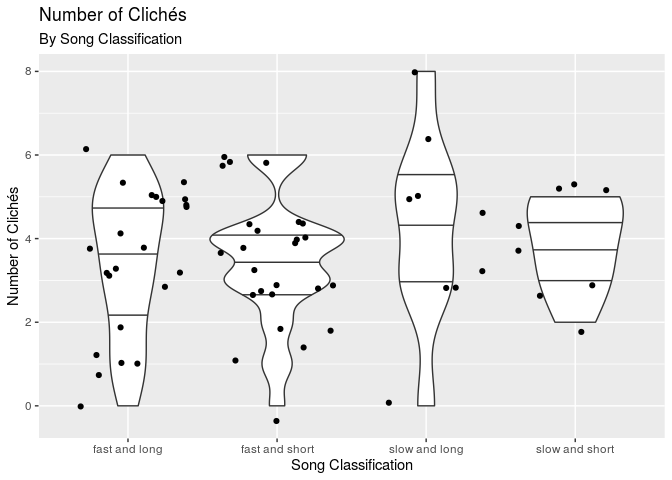 Number of Clichés
By Song Classification
8
6
4
2
0
Number of Clichés
fast and long
fast and short
slow and long
slow and short
Song Classification